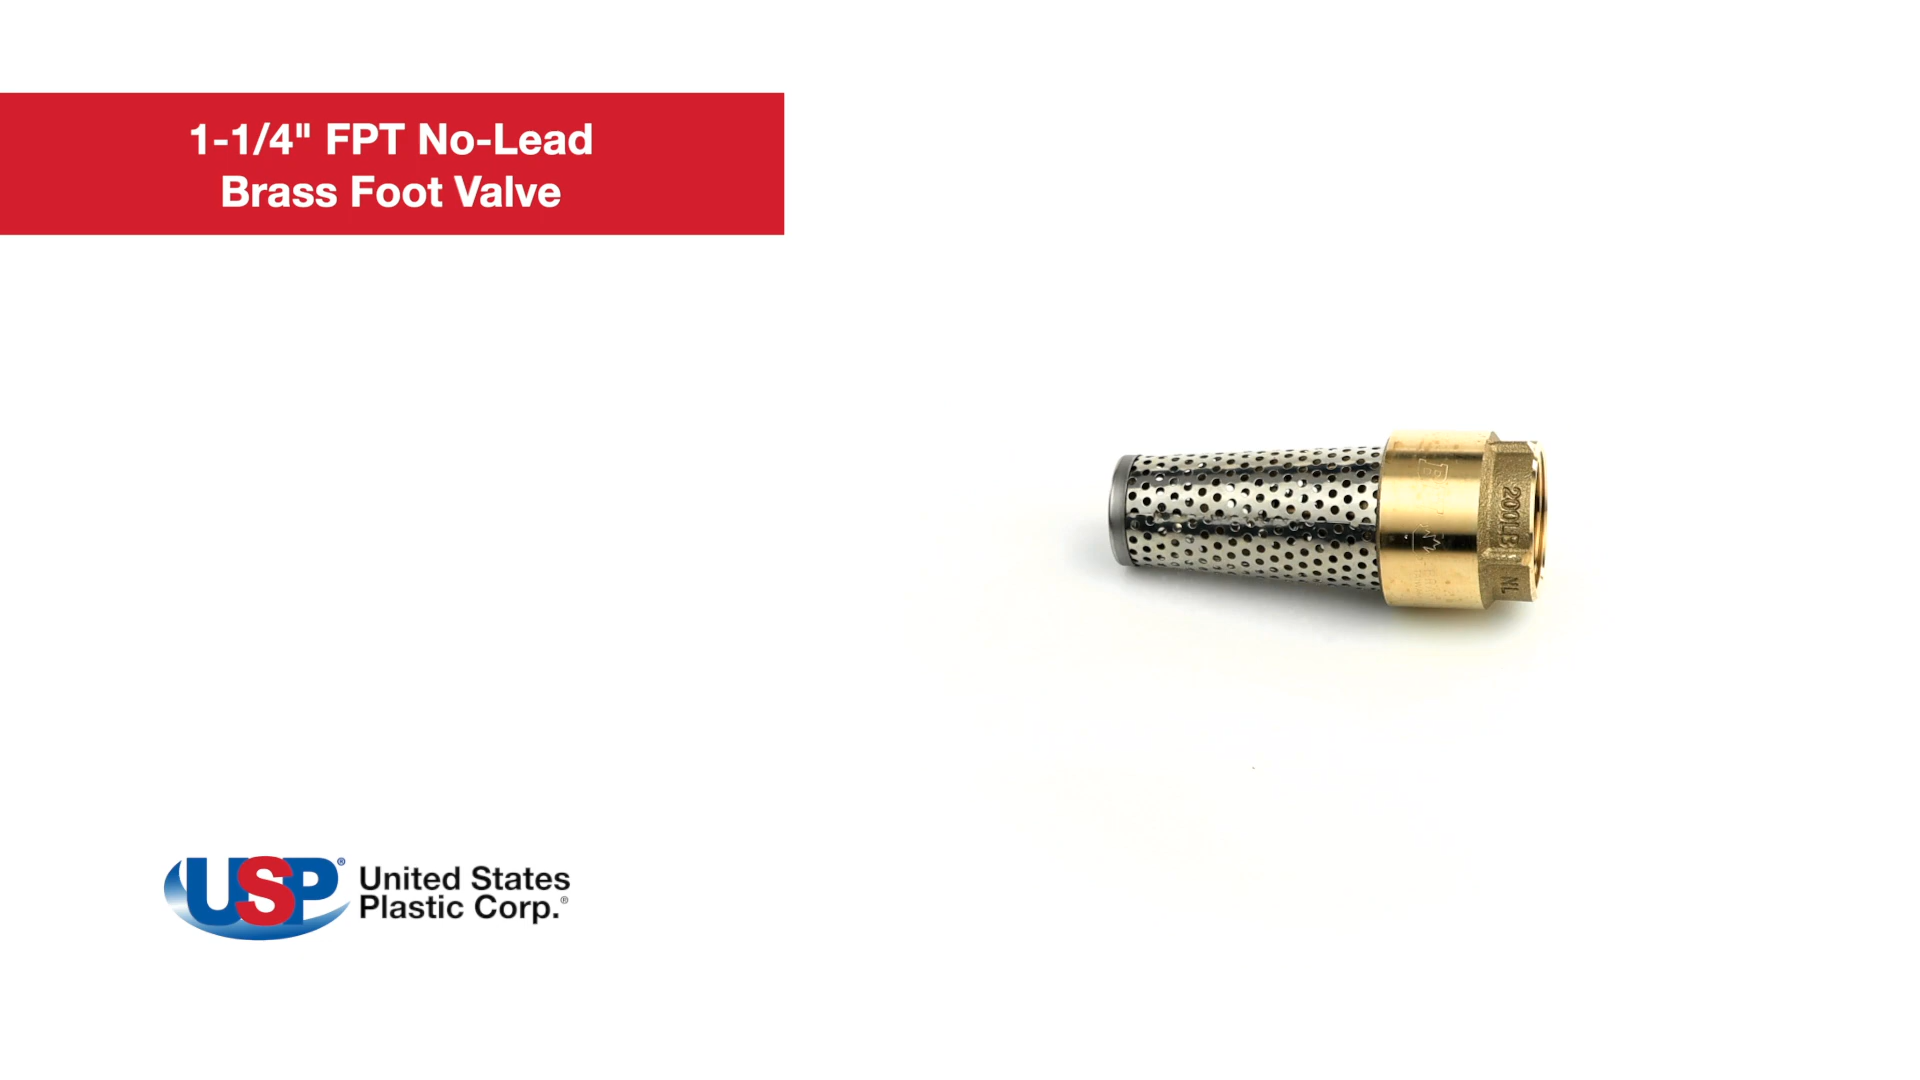 1-1/4" FPT No-Lead
Brass Foot Valve
200LB
NL
USP®
United States
Plastic Corp.®